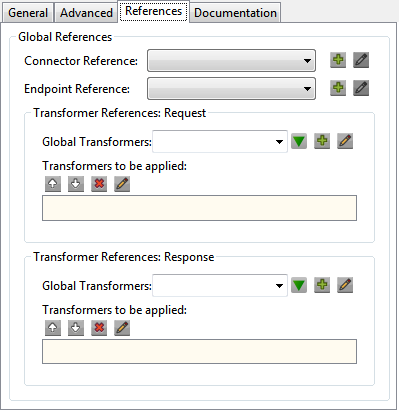 General Advanced References Documentation
Global References
Connector Reference:
Endpoint Reference:
Transformer References: Request
Global Transformers:
Transformers to be applied:
Transformer References: Response
Global Transformers:
Transformers to be applied: